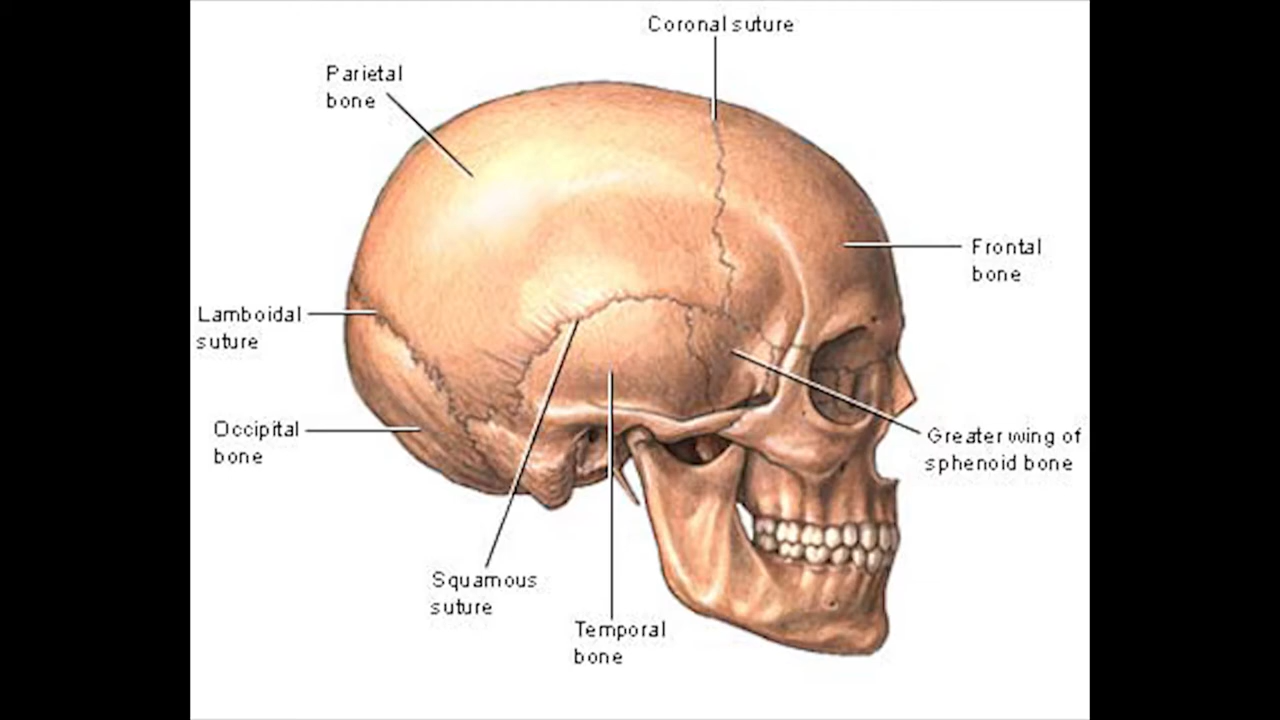 Coronal suture
Parietal
bone
Frontal
bone
Lamboidal
suture
Occipital
bone
Greater wing of
sphenoid bone
Squamous
suture
Temporal
bone